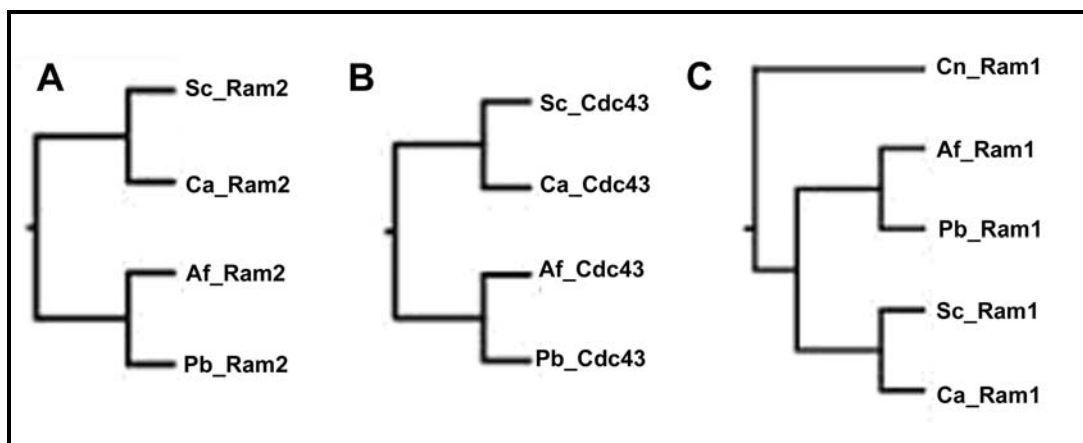 A
Sc_Ram2
Ca_Ram2
Af_Ram2
Pb_Ram2
B
Sc_Cdc43
Ca_Cdc43
Af_Cdc43
Pb_Cdc43
C
Cn_Ram1
Af_Ram1
Pb_Ram1
Sc_Ram1
Ca_Ram1